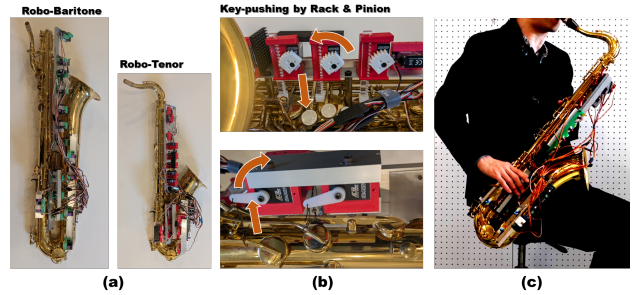 Robo-Baritone
Robo-Tenor
Key-pushing by Rack & Pinion
(a)
(b)
(c)